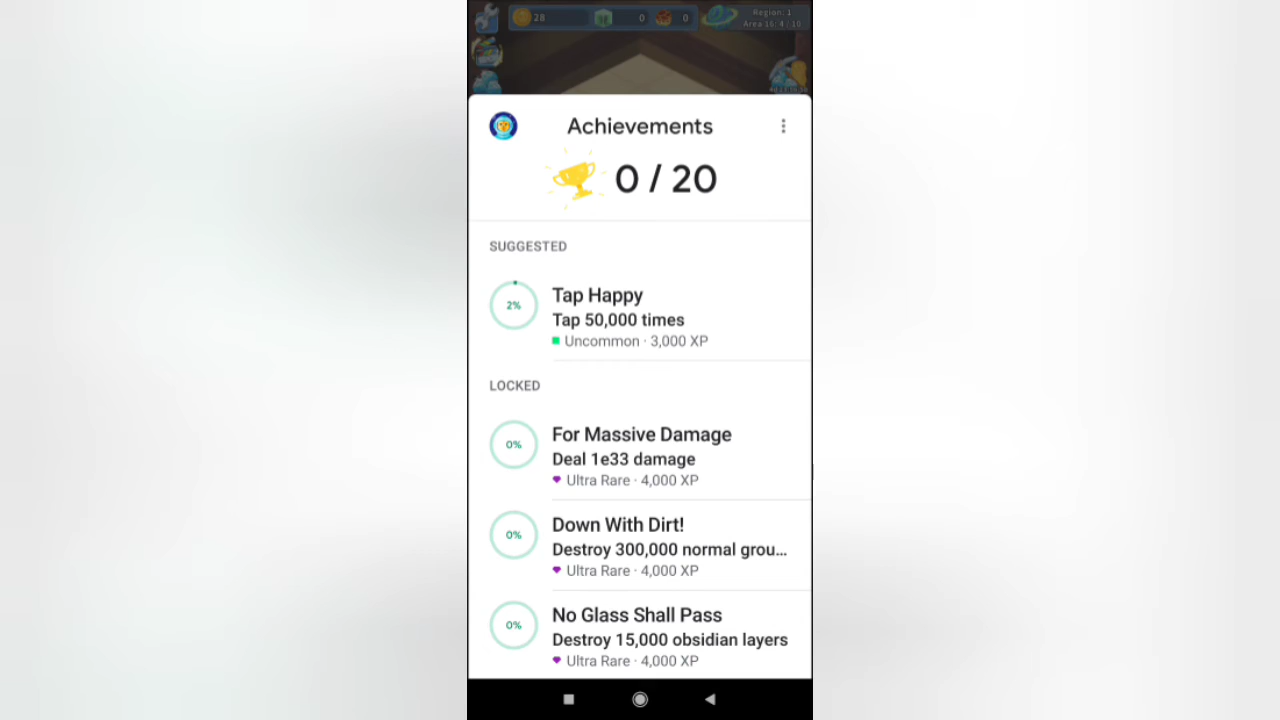 28
0
0
Region: 1
Area 16: 4 / 10
Achievements
0 / 20
SUGGESTED
2%
Tap Happy
Tap 50,000 times
Uncommon · 3,000 XP
LOCKED
0%
For Massive Damage
Deal 1e33 damage
Ultra Rare · 4,000 XP
0%
Down With Dirt!
Destroy 300,000 normal grou...
Ultra Rare · 4,000 XP
0%
No Glass Shall Pass
Destroy 15,000 obsidian layers
Ultra Rare · 4,000 XP